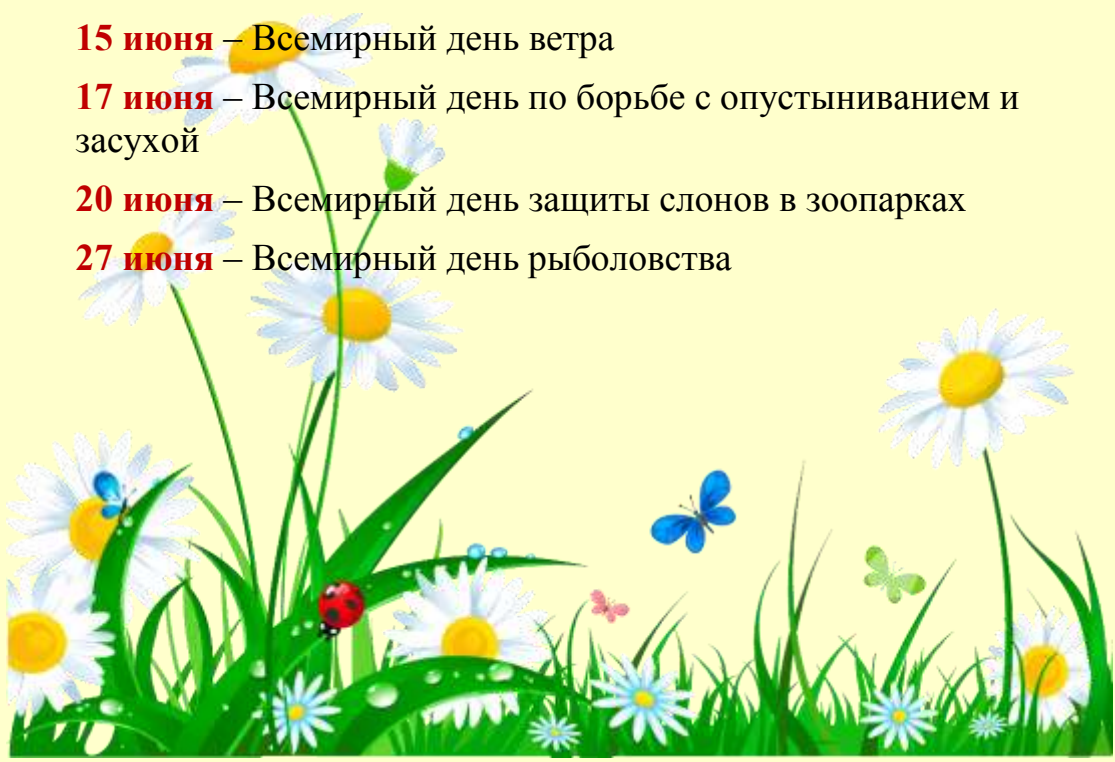 15 июня – Всемирный день ветра
17 июня – Всемирный день по борьбе с опустыниванием и
засухой
20 июня – Всемирный день защиты слонов в зоопарках
27 июня – Всемирный день рыболовства